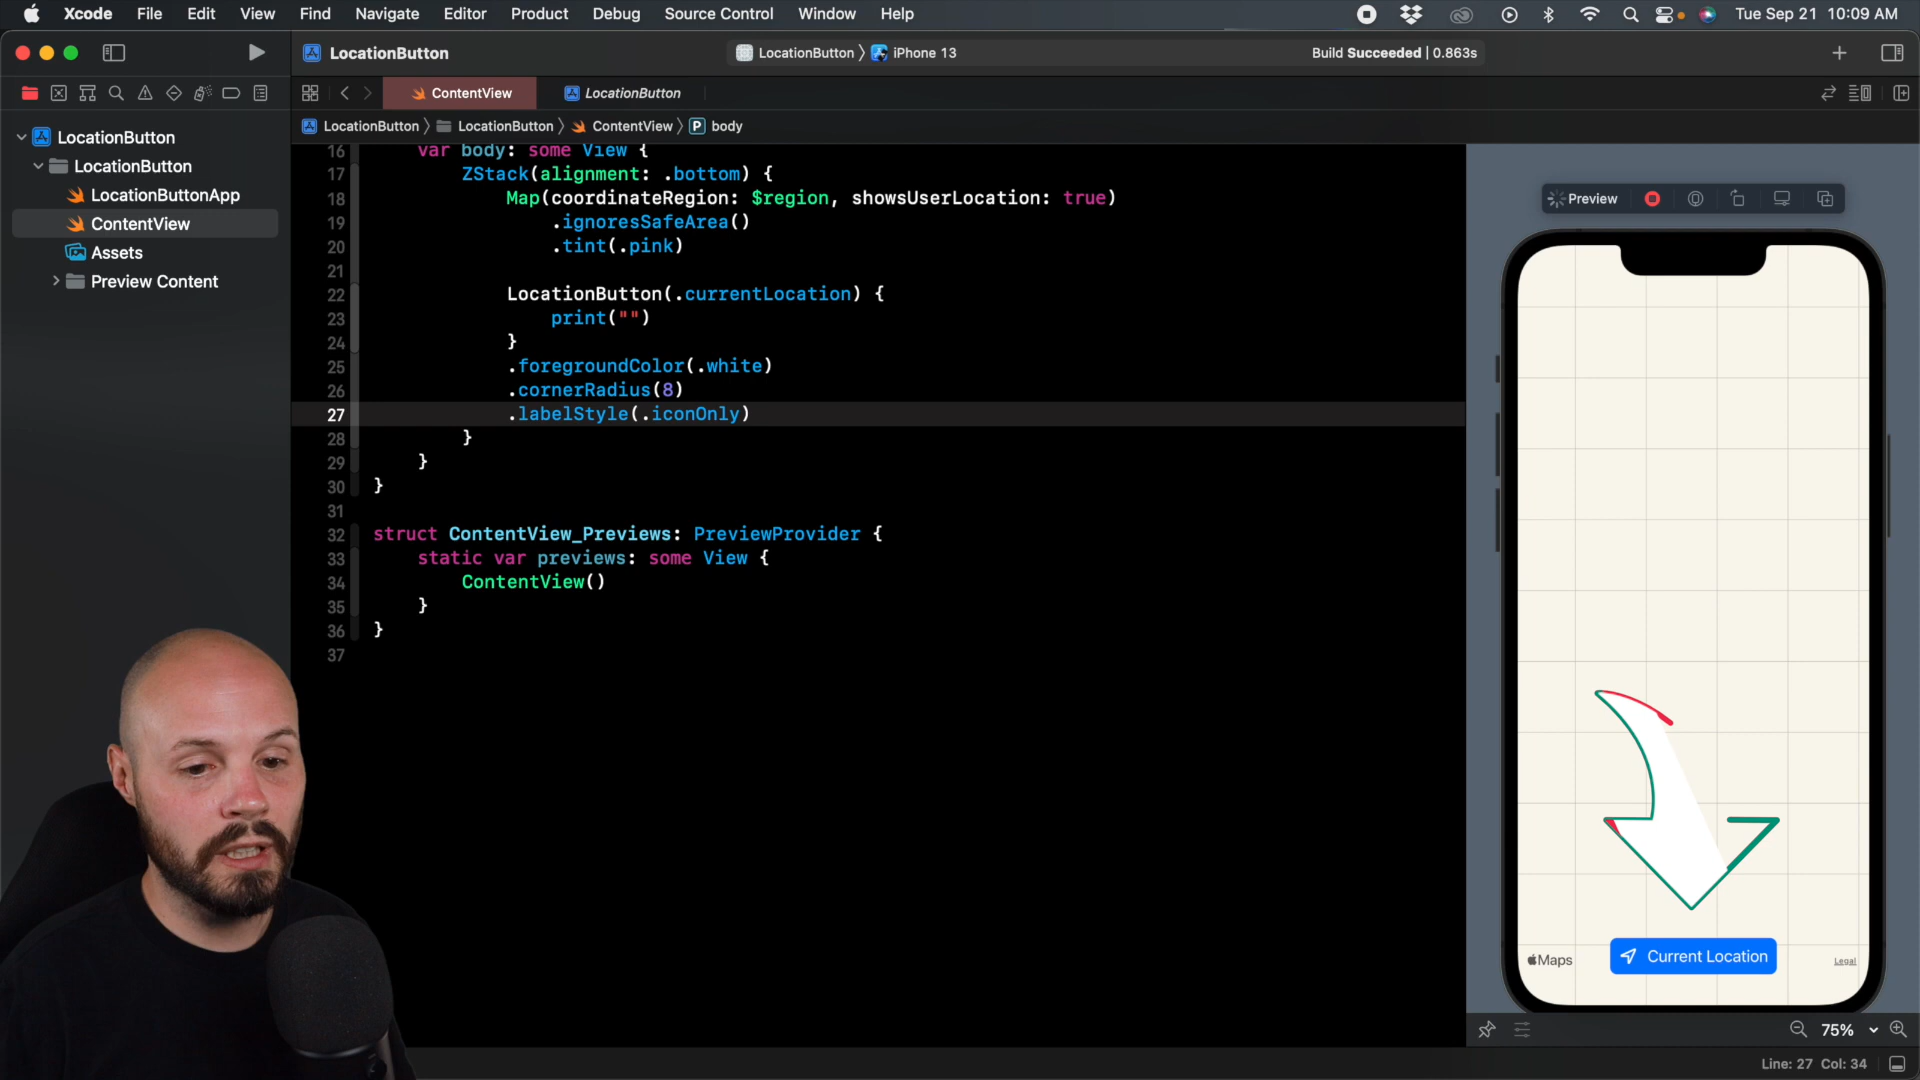 Xcode File Edit View Find Navigate Editor Product Debug Source Control Window Help Tue Sep 21 10:09 AM
LocationButton
LocationButton 〉 iPhone 13
Build Succeeded | 0.863s
ContentView
LocationButton
LocationButton 〉 LocationButton 〉 ContentView 〉 P body
LocationButton
LocationButton
LocationButtonApp
ContentView
Assets
Preview Content
16 var body: some View {
17 ZStack(alignment: .bottom) {
18 Map(coordinateRegion: $region, showsUserLocation: true)
19 .ignoresSafeArea()
20 .tint(.pink)
21
22 LocationButton(.currentLocation) {
23 print("")
24 }
25 .foregroundColor(.white)
26 .cornerRadius(8)
27 .labelStyle(.iconOnly)
28 }
29 }
30 }
31
32 struct ContentView_Previews: PreviewProvider {
33 static var previews: some View {
34 ContentView()
35 }
36 }
37
Preview
Maps
Current Location
Legal
75%
Line: 27 Col: 34